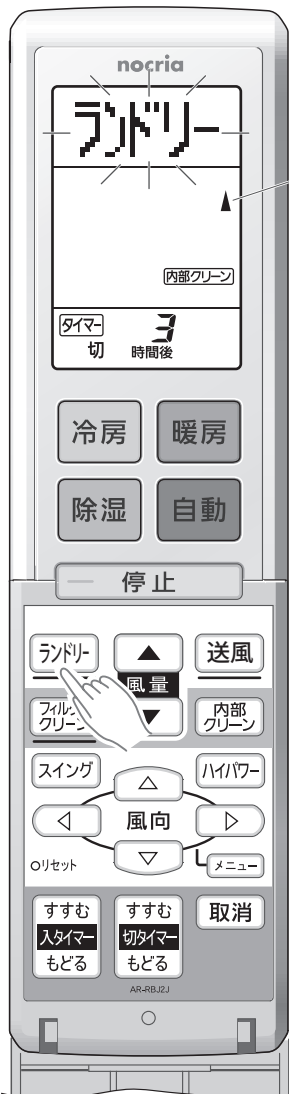 nocria
ランドリー
内部クリーン
タイマー 3
切 時間後
冷房 暖房
除湿 自動
停止
ランドリー ▲ 送風
風量
クリーン ▼ 内部
クリーン
スイング △ ハイパワー
◁ 風向 ▷
リセット ▽ メニュー
すすむ すすむ 取消
入タイマー 切タイマー
もどる もどる
AR-RBJ2J